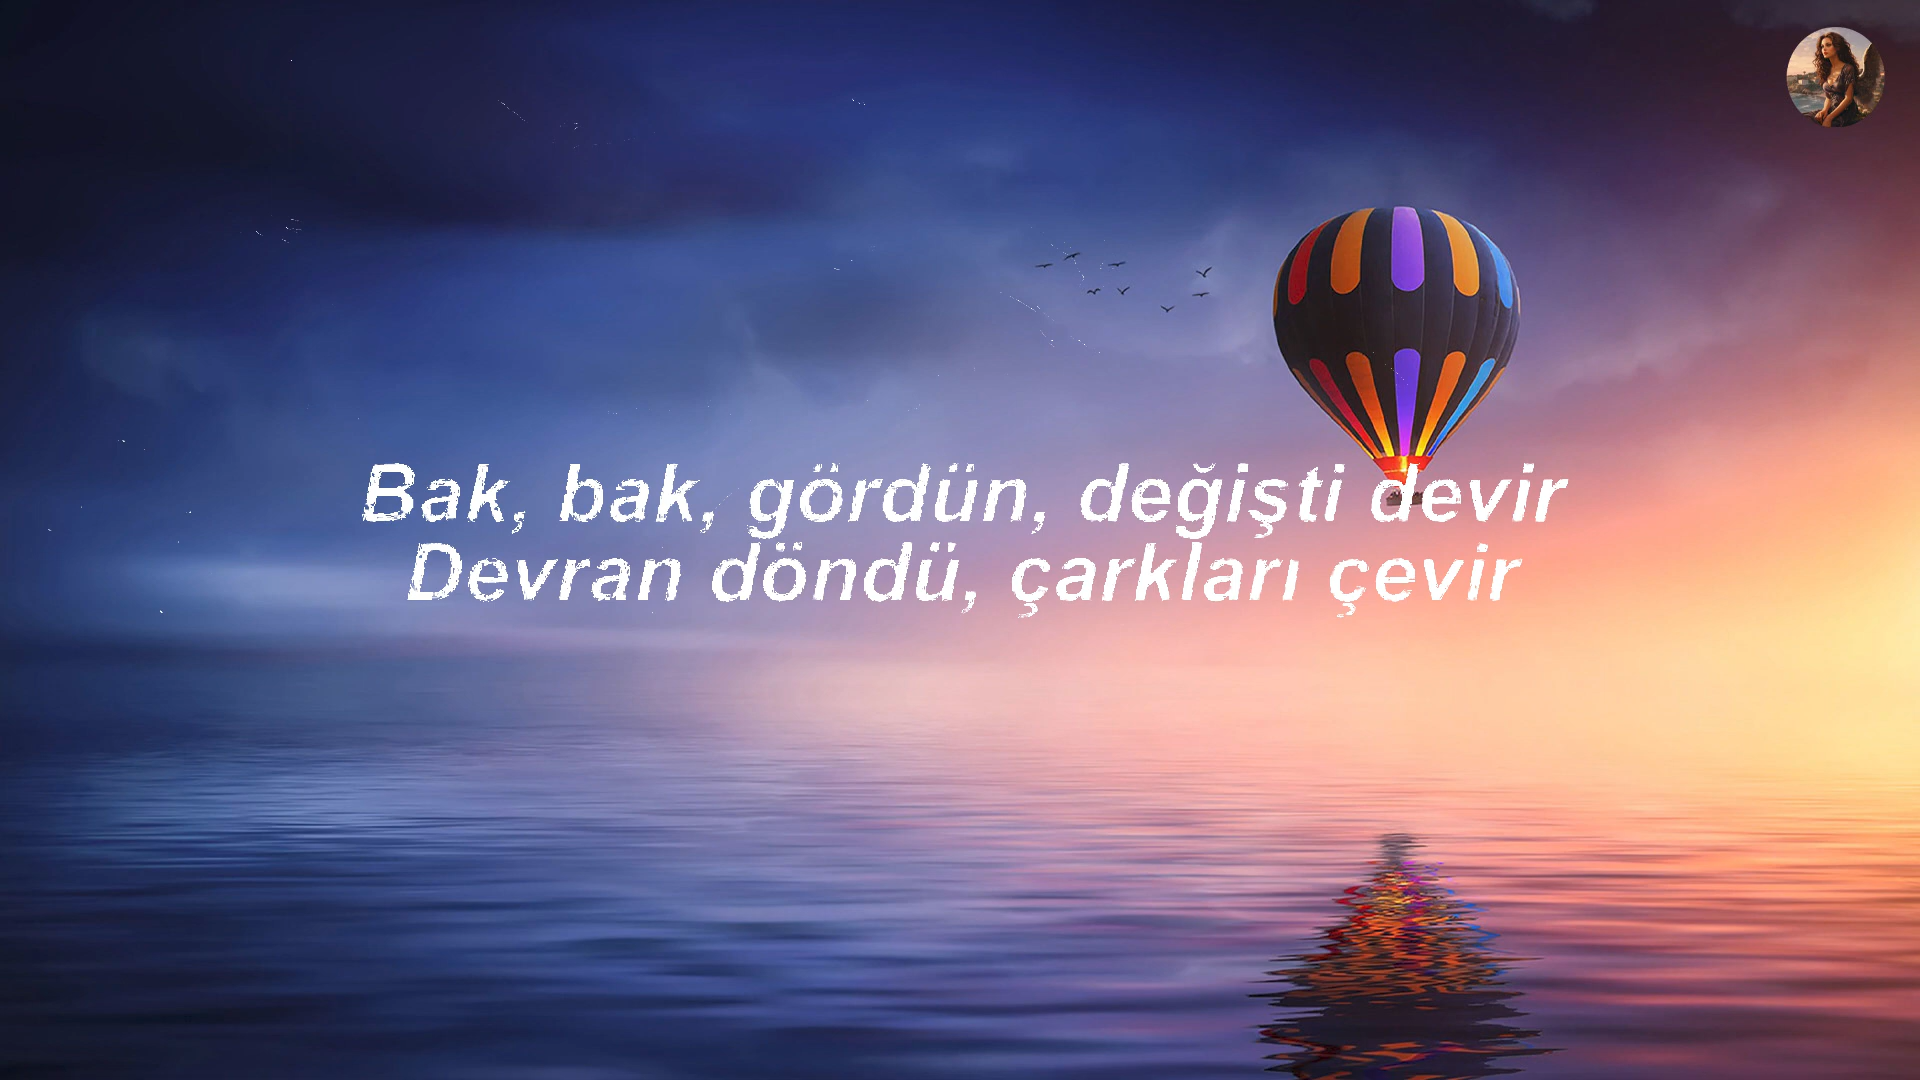 Bak, bak, gördün, değişti devir
Devran döndü, çarkları çevir